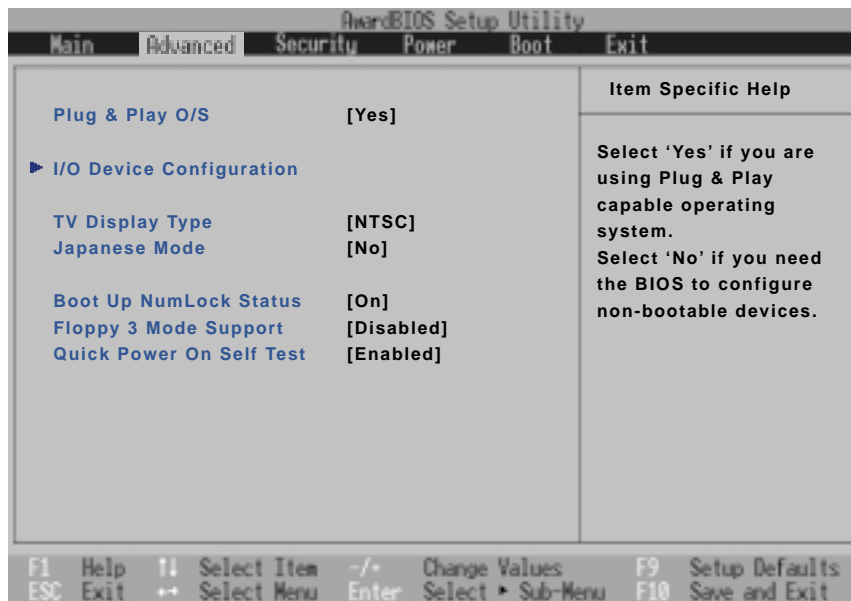 AwardBIOS Setup Utility
Main Advanced Security Power Boot Exit
Item Specific Help
Plug & Play O/S [Yes]
I/O Device Configuration
TV Display Type [NTSC]
Japanese Mode [No]
Boot Up NumLock Status [On]
Floppy 3 Mode Support [Disabled]
Quick Power On Self Test [Enabled]
Select ‘Yes’ if you are
using Plug & Play
capable operating
system.
Select ‘No’ if you need
the BIOS to configure
non-bootable devices.
F1 Help ↑↓ Select Item -/+ Change Values F9 Setup Defaults
ESC Exit ↔ Select Menu Enter Select ► Sub-Menu F10 Save and Exit